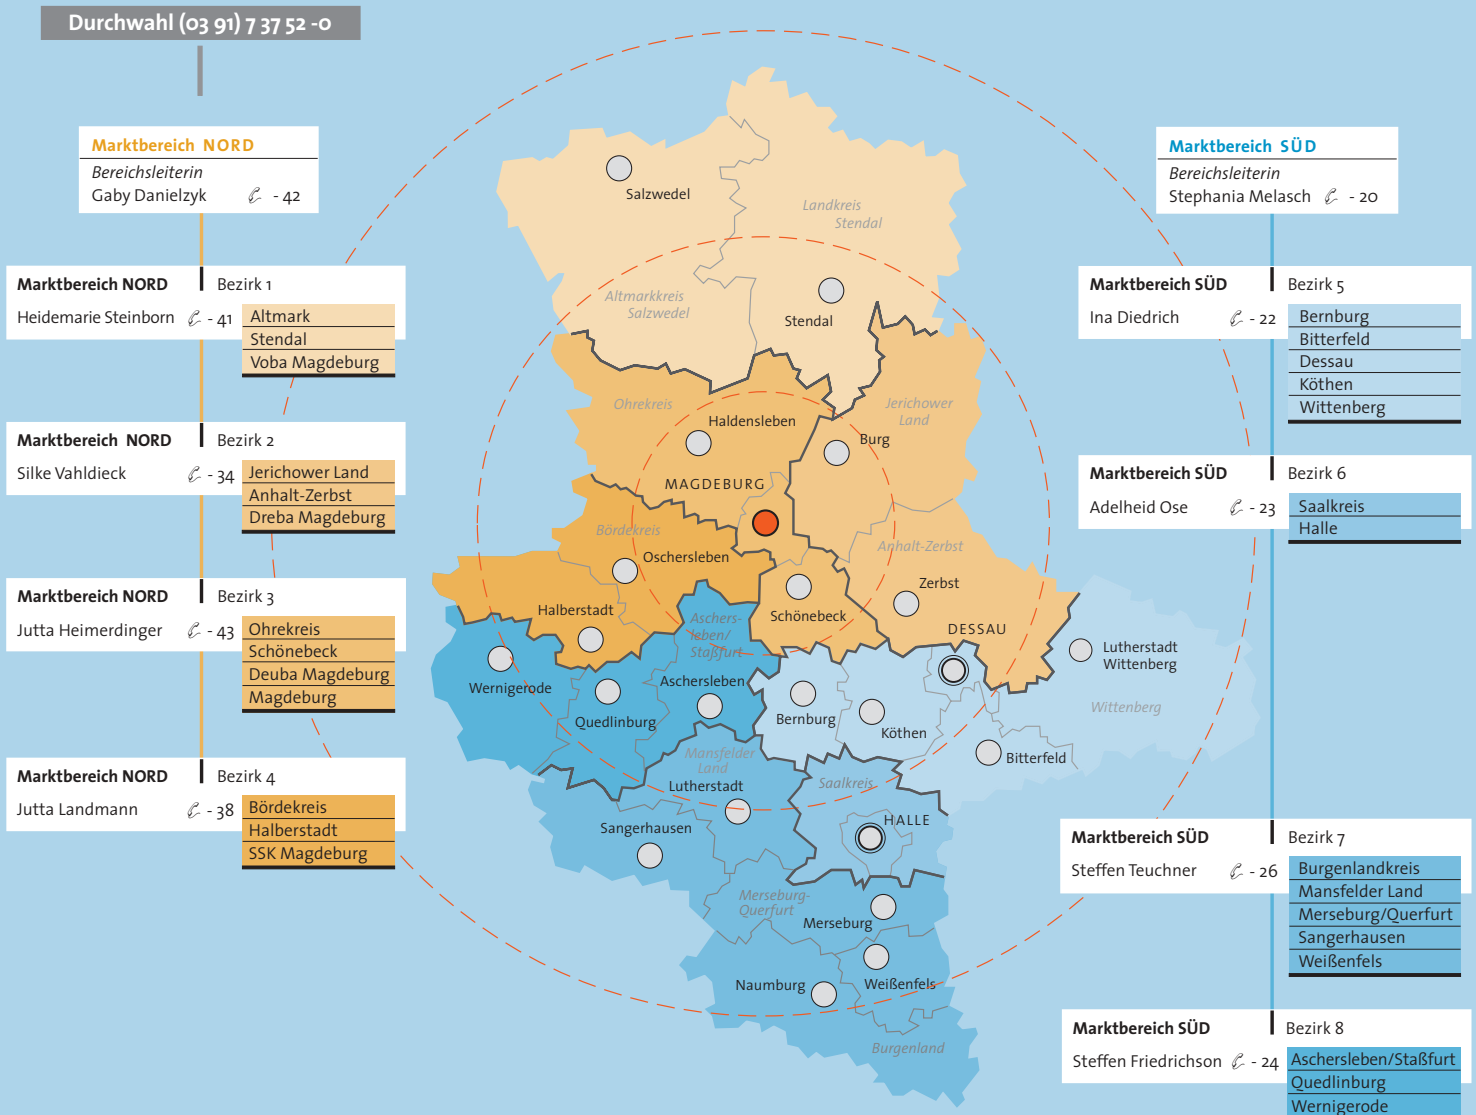 Durchwahl (03 91) 7 37 52 -0
Marktbereich NORD
Bereichsleiterin
Gaby Danielzyk - 42
Marktbereich NORD Bezirk 1
Heidemarie Steinborn - 41
Altmark
Stendal
Voba Magdeburg
Marktbereich NORD Bezirk 2
Silke Vahldieck - 34
Jerichower Land
Anhalt-Zerbst
Dreba Magdeburg
Marktbereich NORD Bezirk 3
Jutta Heimerdinger - 43
Ohrekreis
Schönebeck
Deuba Magdeburg
Magdeburg
Marktbereich NORD Bezirk 4
Jutta Landmann - 38
Bördekreis
Halberstadt
SSK Magdeburg
Salzwedel
Landkreis
Stendal
Altmarkkreis
Salzwedel
Stendal
Ohrekreis
Jerichower
Land
Haldensleben
Burg
MAGDEBURG
Bördekreis
Anhalt-Zerbst
Oschersleben
Zerbst
Halberstadt
Schönebeck
Aschers-
leben/
Staßfurt
DESSAU
Lutherstadt
Wittenberg
Wernigerode
Aschersleben
Quedlinburg
Bernburg
Köthen
Wittenberg
Bitterfeld
Mansfelder
Land
Saalkreis
Lutherstadt
Sangerhausen
HALLE
Merseburg-
Querfurt
Merseburg
Naumburg
Weißenfels
Burgenland
Marktbereich SÜD
Bereichsleiterin
Stephania Melasch - 20
Marktbereich SÜD Bezirk 5
Ina Diedrich - 22
Bernburg
Bitterfeld
Dessau
Köthen
Wittenberg
Marktbereich SÜD Bezirk 6
Adelheid Ose - 23
Saalkreis
Halle
Marktbereich SÜD Bezirk 7
Steffen Teuchner - 26
Burgenlandkreis
Mansfelder Land
Merseburg/Querfurt
Sangerhausen
Weißenfels
Marktbereich SÜD Bezirk 8
Steffen Friedrichson - 24
Aschersleben/Staßfurt
Quedlinburg
Wernigerode